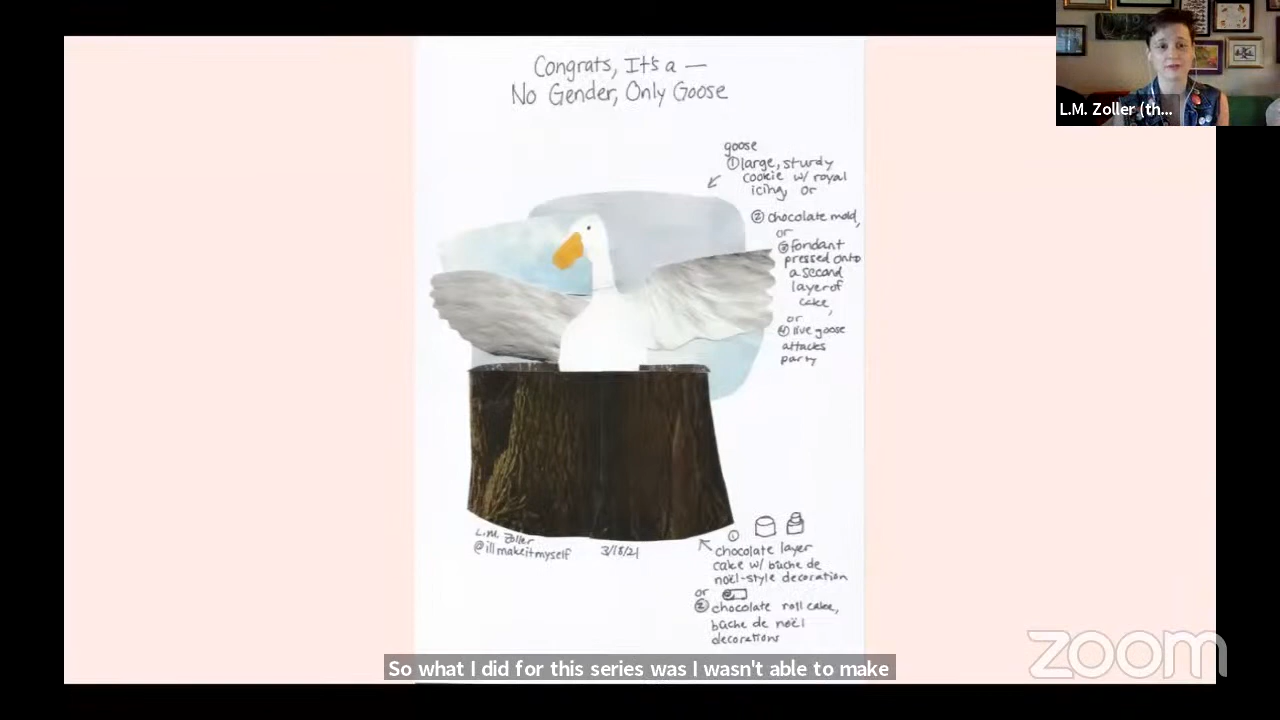 Congrats, It's a —
No Gender, Only Goose
L.M. Zoller (th...
goose
① large, sturdy
cookie w/ royal
icing, or
② chocolate mold,
or
③ fondant
pressed onto
a second
layer of
cake,
or
④ live goose
attacks
party
L.M. Zoller
@illmakeitmyself
3/18/21
①
chocolate layer
cake w/ bûche de
noël-style decoration
or
② chocolate roll cake,
bûche de noël
decorations
So what I did for this series was I wasn't able to make
zoom